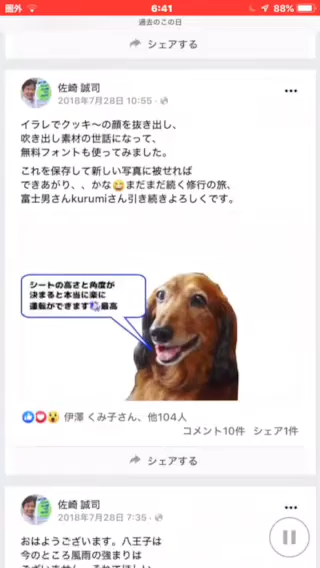 圏外 6:41 88%
過去のこの日
シェアする
佐崎 誠司
2018年7月28日 10:55
イラレでクッキ〜の顔を抜き出し、
吹き出し素材の世話になって、
無料フォントも使ってみました。
これを保存して新しい写真に被せれば
できあがり、、かな😅まだまだ続く修行の旅、
富士男さんkurumiさん引き続きよろしくです。
シートの高さと角度が
決まると本当に楽に
運転ができます💦最高
伊澤 くみ子さん、他104人
コメント10件 シェア1件
シェアする
佐崎 誠司
2018年7月28日 7:35
おはようございます。八王子は
今のところ風雨の強まりは